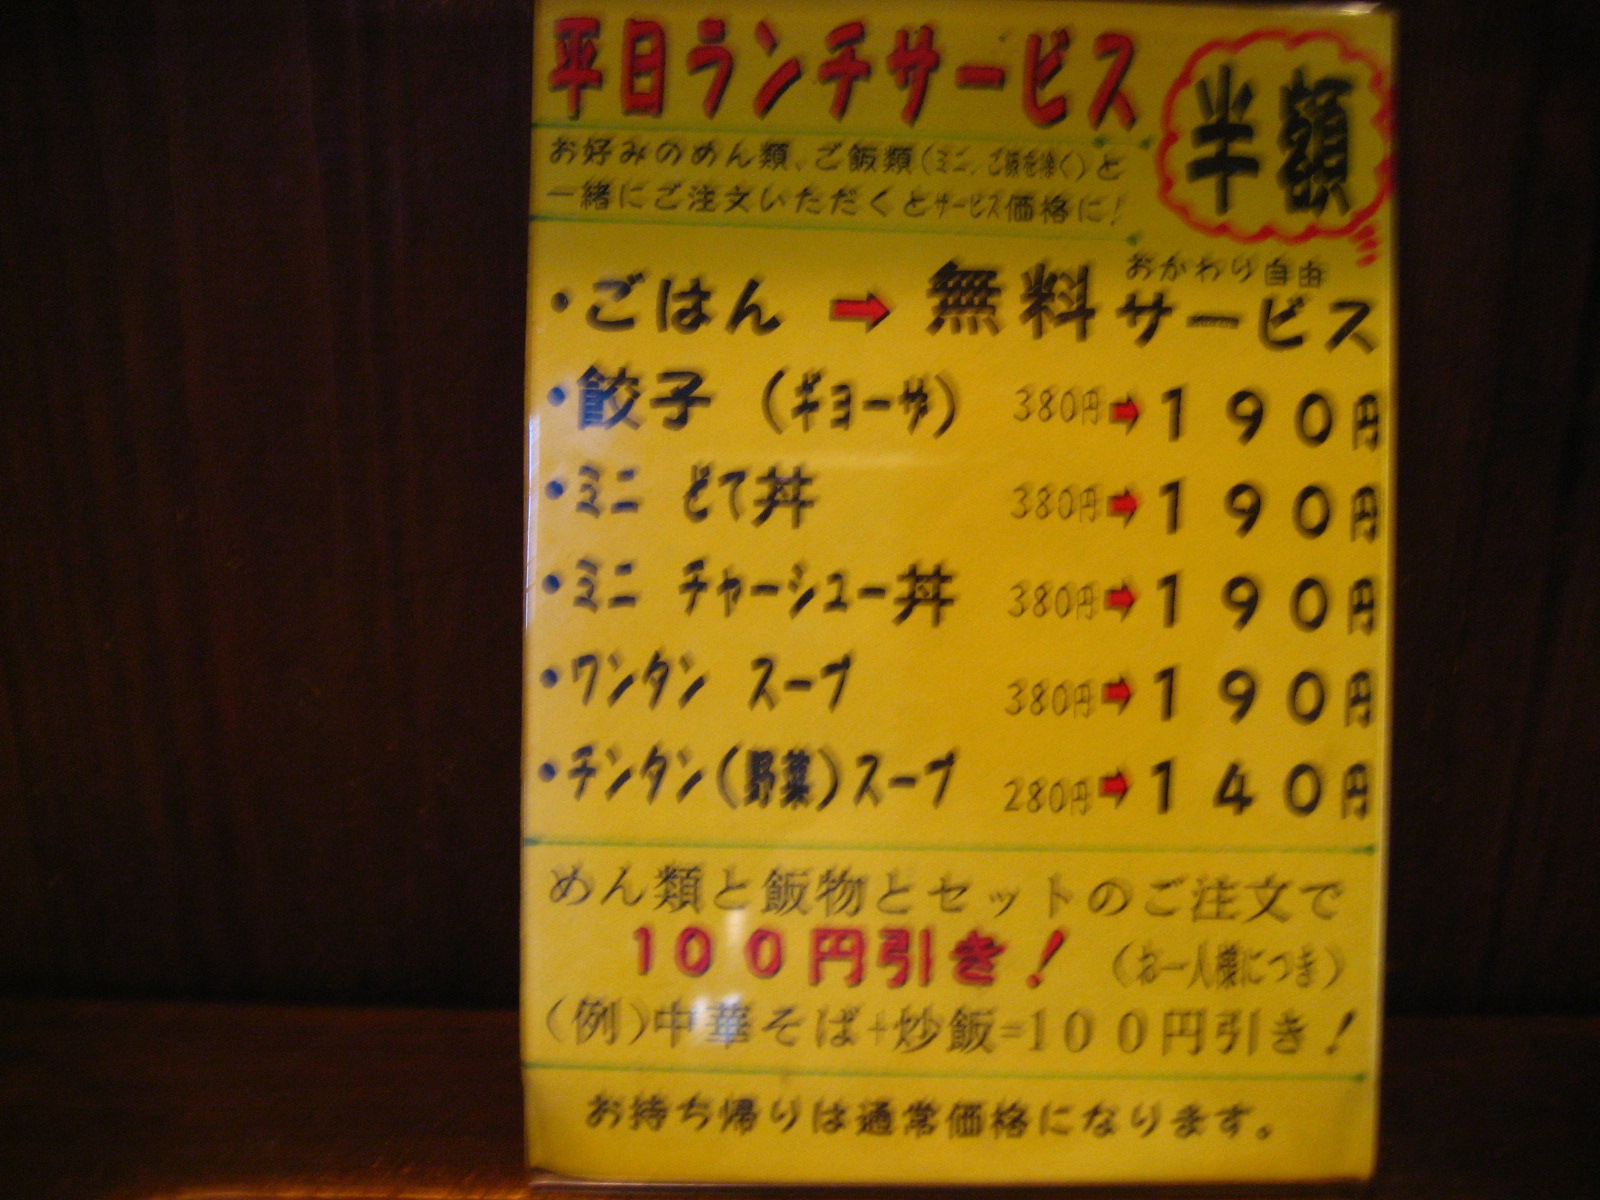 平日ランチサービス
半額
お好みのめん類、ご飯類(ミニ、ご飯を除く)と
一緒にご注文いただくとサービス価格に!
おかわり自由
・ごはん ➡ 無料サービス
・餃子 (ギョーザ) 380円➡190円
・ミニ どて丼 380円➡190円
・ミニ チャーシュー丼 380円➡190円
・ワンタン スープ 380円➡190円
・チンタン(野菜)スープ 280円➡140円
めん類と飯物とセットのご注文で
100円引き! (お一人様につき)
(例)中華そば+炒飯=100円引き!
お持ち帰りは通常価格になります。